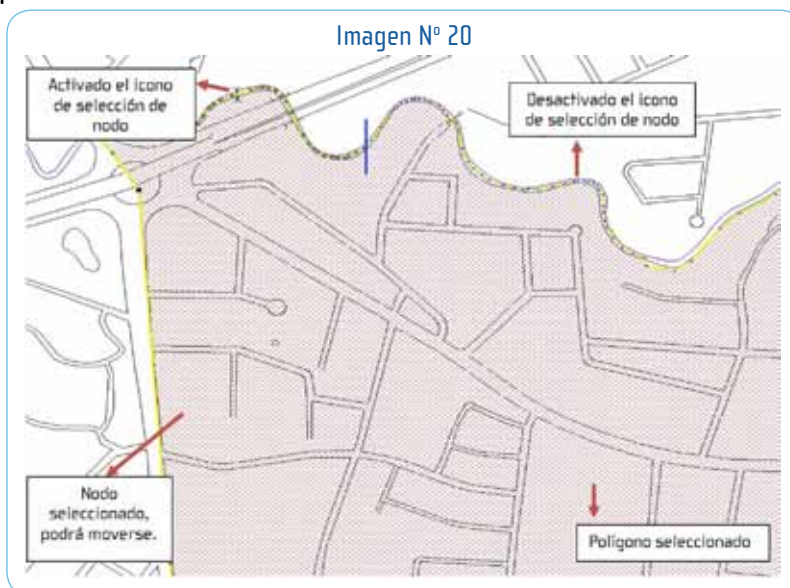 Imagen Nº 20
Activado el icono
de selección de
nodo
Desactivado el icono
de selección de nodo
Nodo
seleccionado,
podrá moverse.
Polígono seleccionado